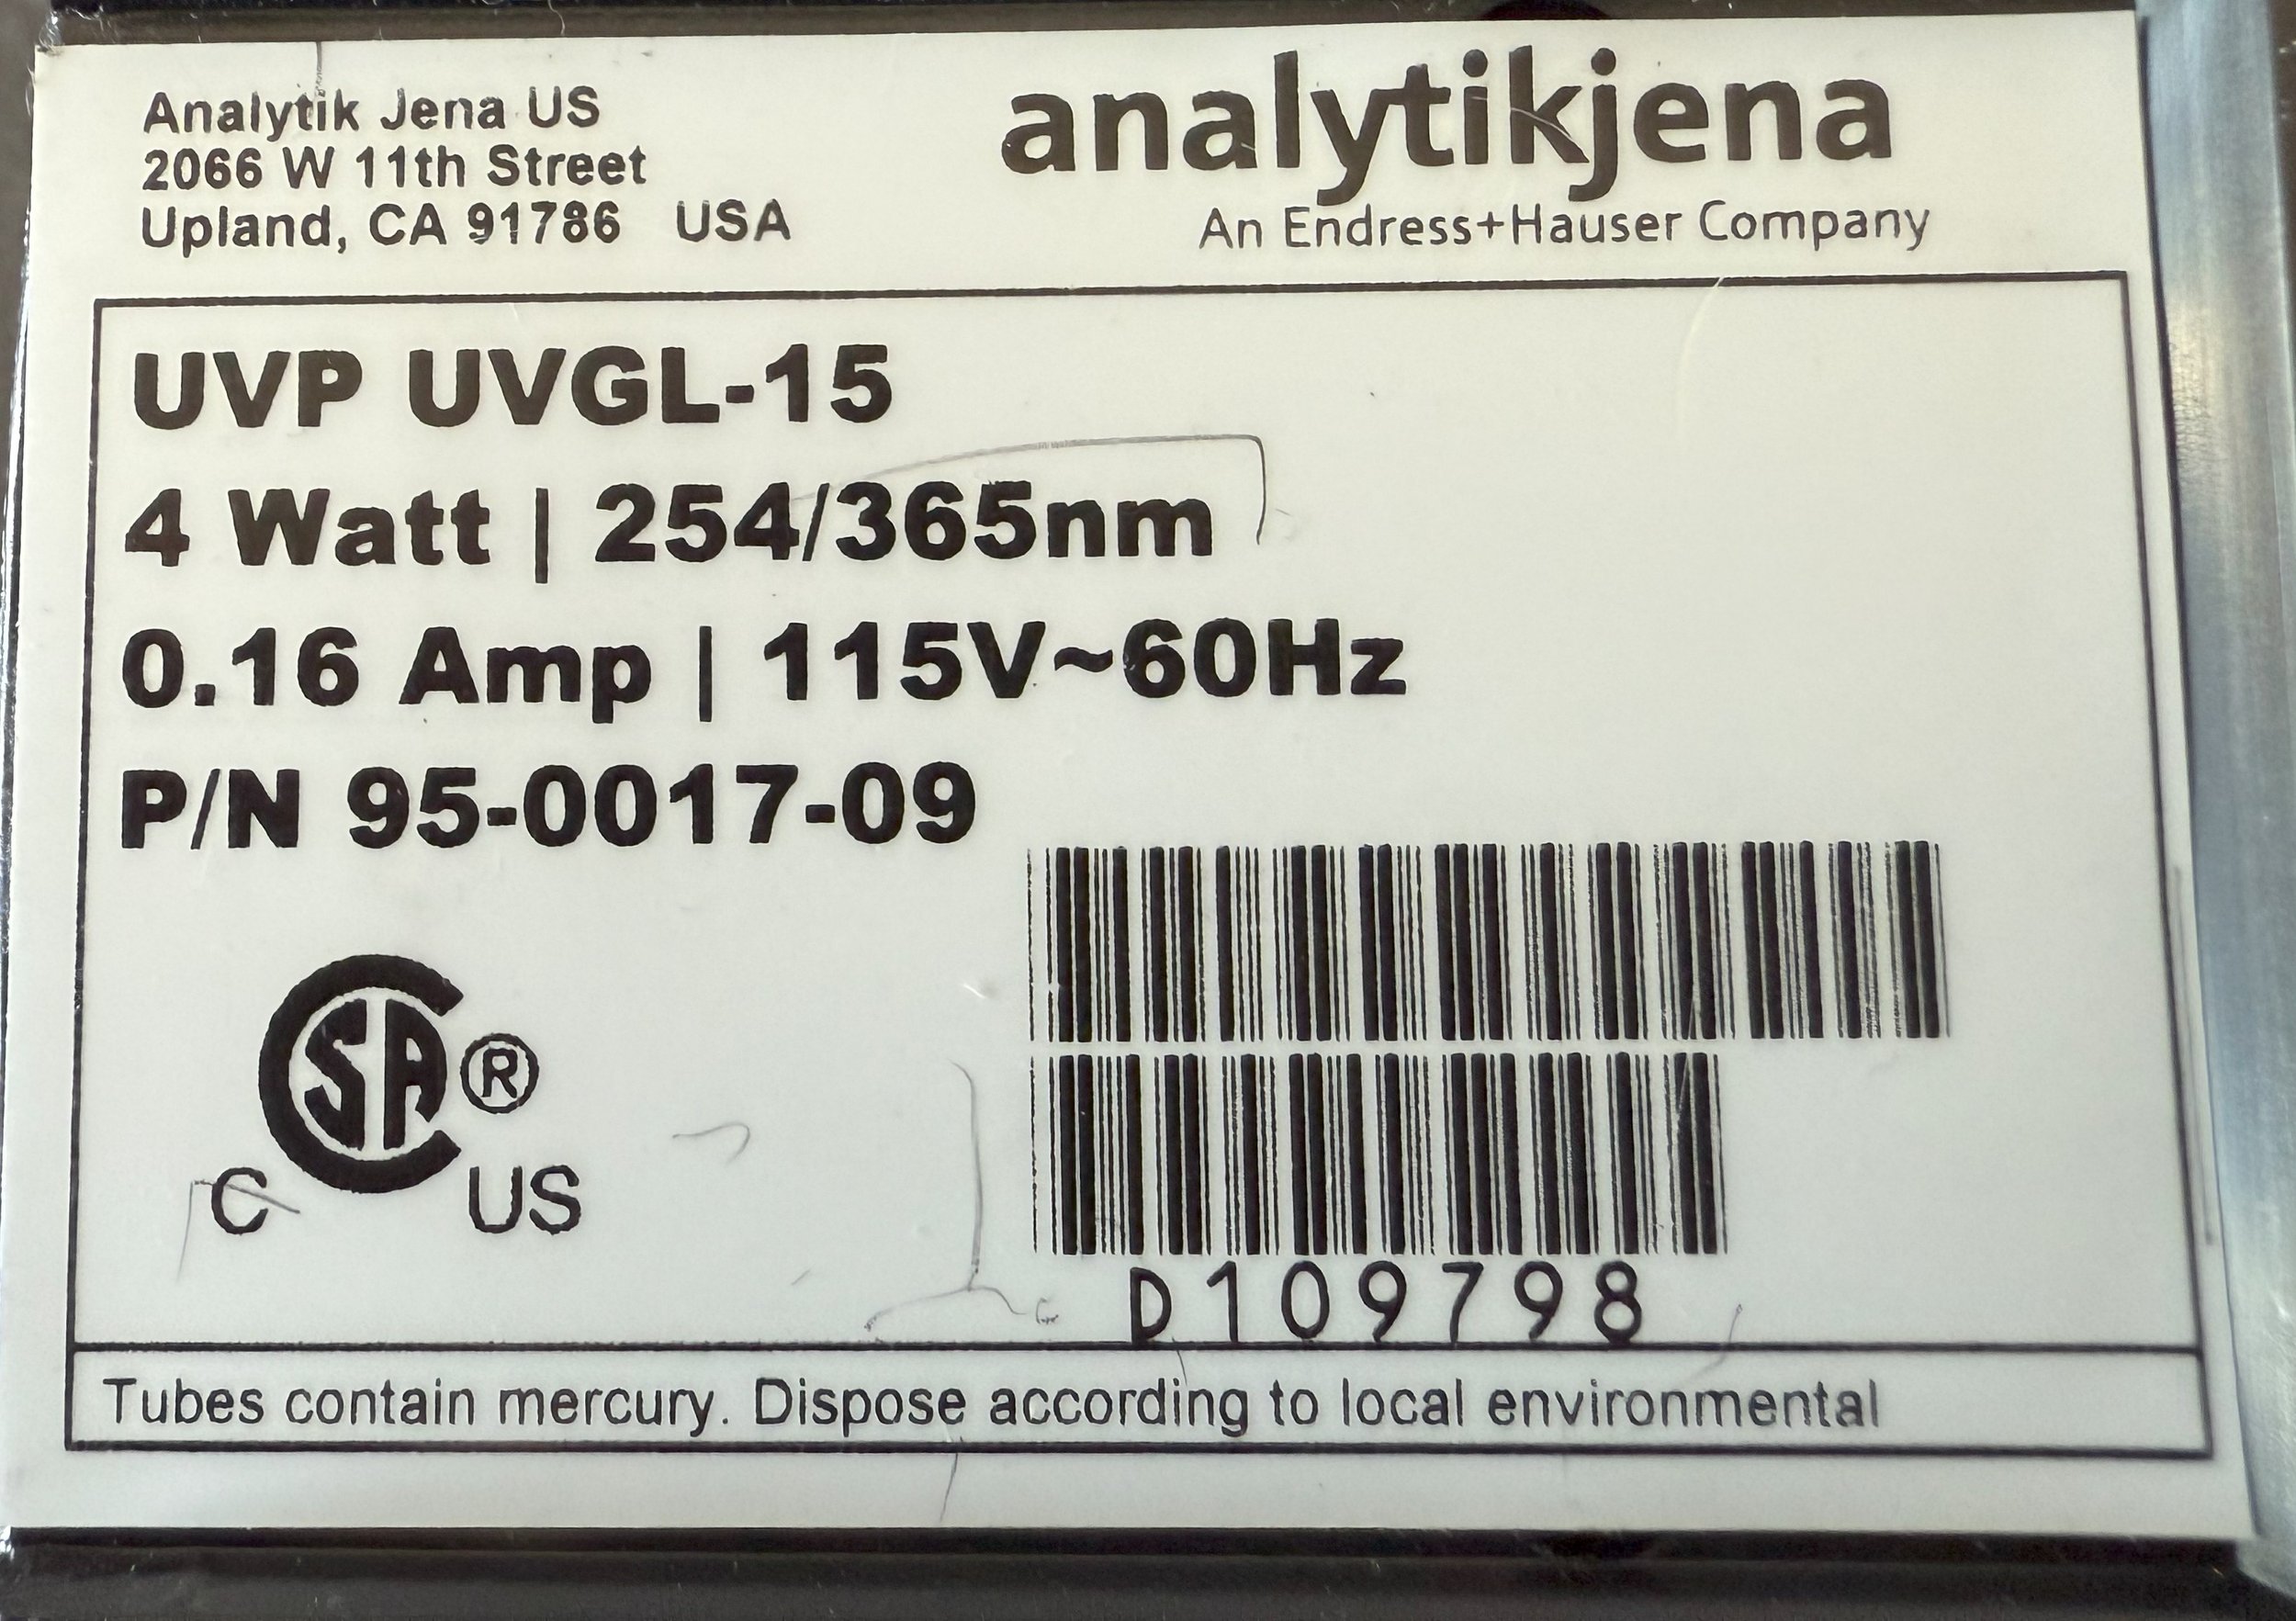 Analytik Jena US
2066 W 11th Street
Upland, CA 91786 USA
analytikjena
An Endress+Hauser Company
UVP UVGL-15
4 Watt | 254/365nm
0.16 Amp | 115V~60Hz
P/N 95-0017-09
CSA ®
C US
D109798
Tubes contain mercury. Dispose according to local environmental